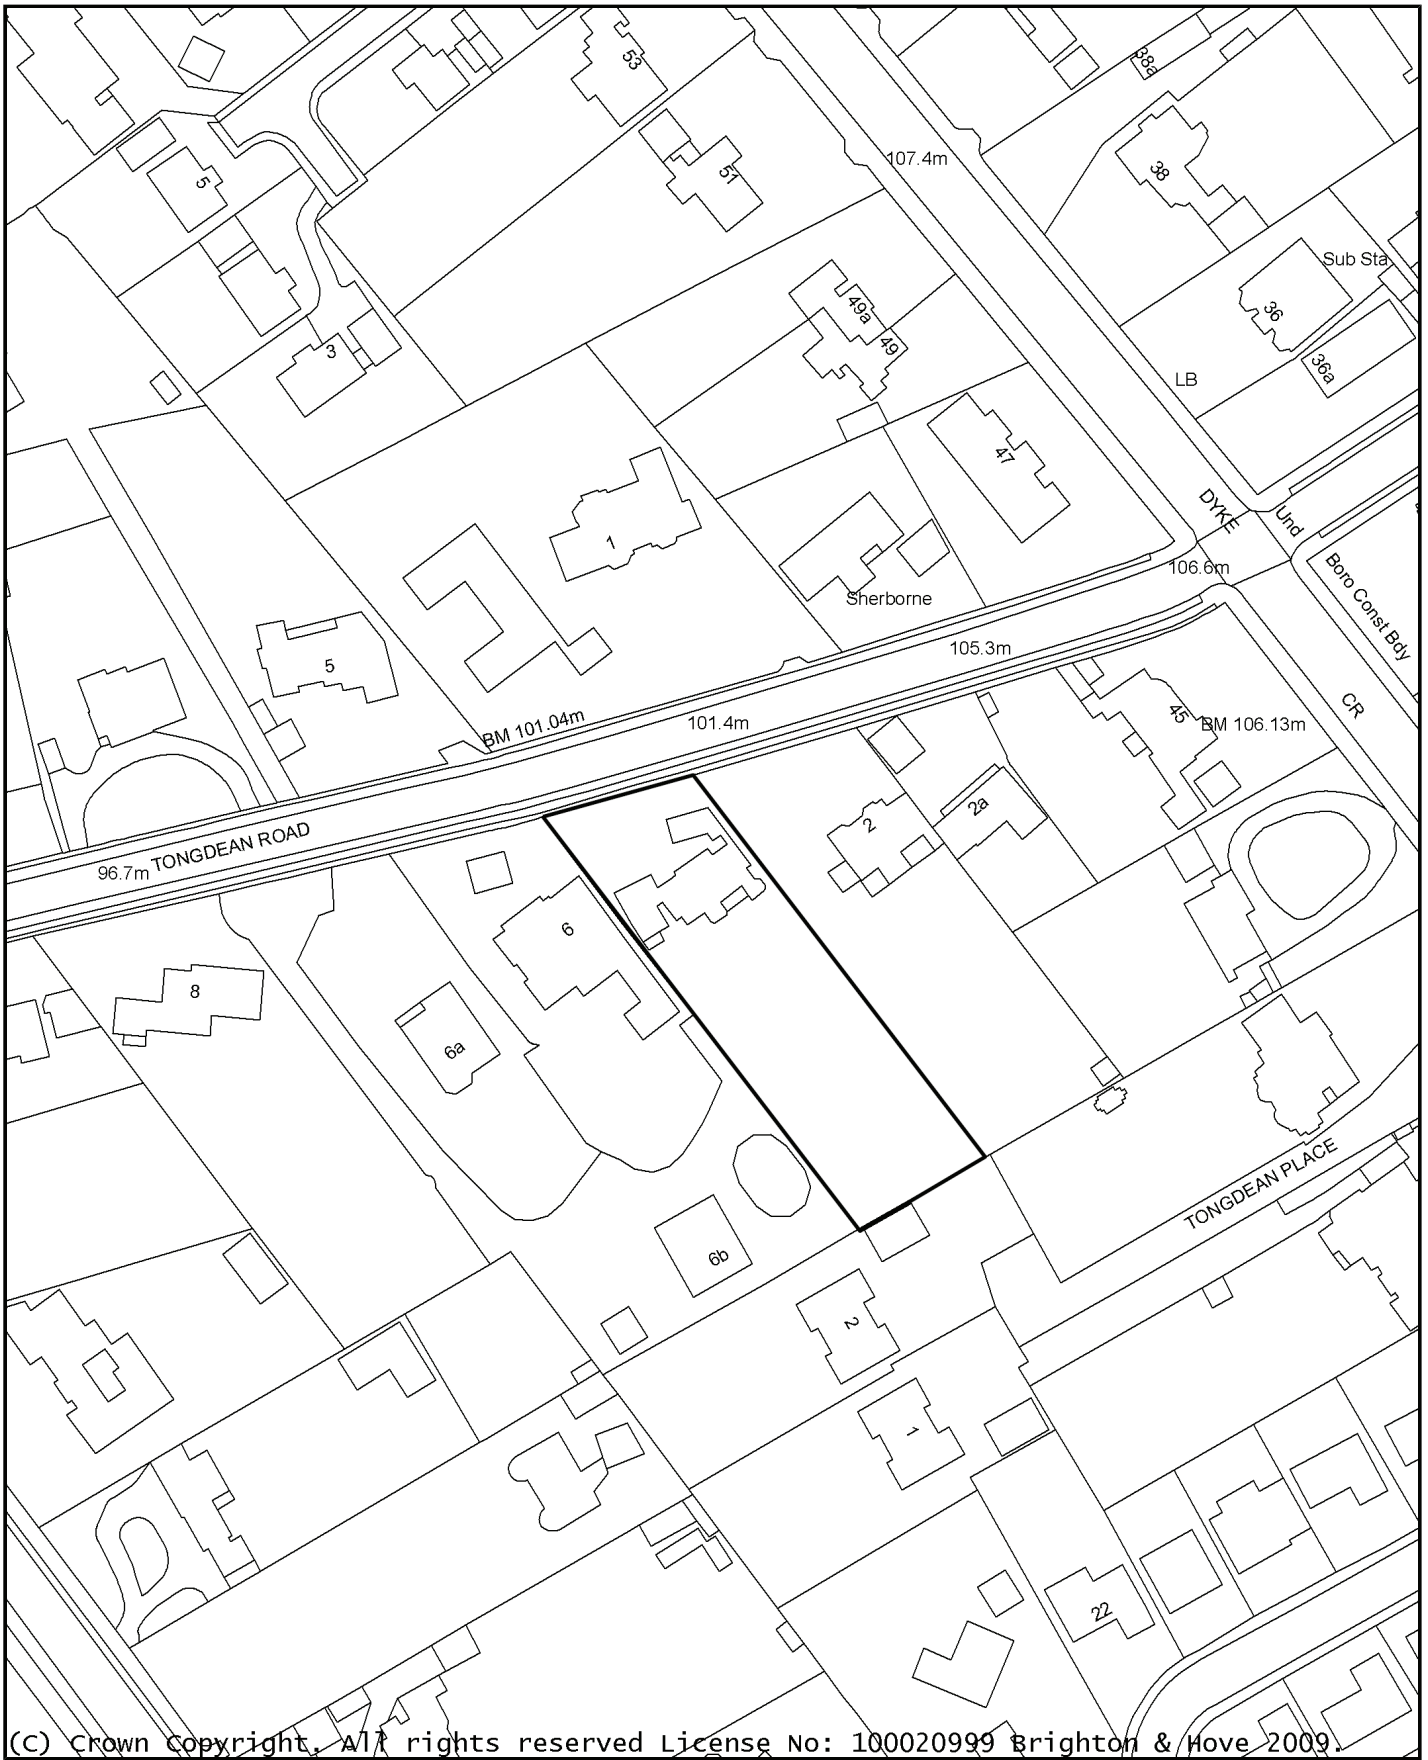 53
38a
107.4m
51
38
5
Sub Sta
49a
36
49
3
36a
LB
47
DYKE
Und
1
Boro Const Bdy
106.6m
Sherborne
105.3m
5
CR
45
BM 106.13m
BM 101.04m
101.4m
2a
2
TONGDEAN ROAD
96.7m
6
8
6a
TONGDEAN PLACE
6b
2
1
22
(c) Crown Copyright. All rights reserved License No: 100020999 Brighton & Hove 2009.